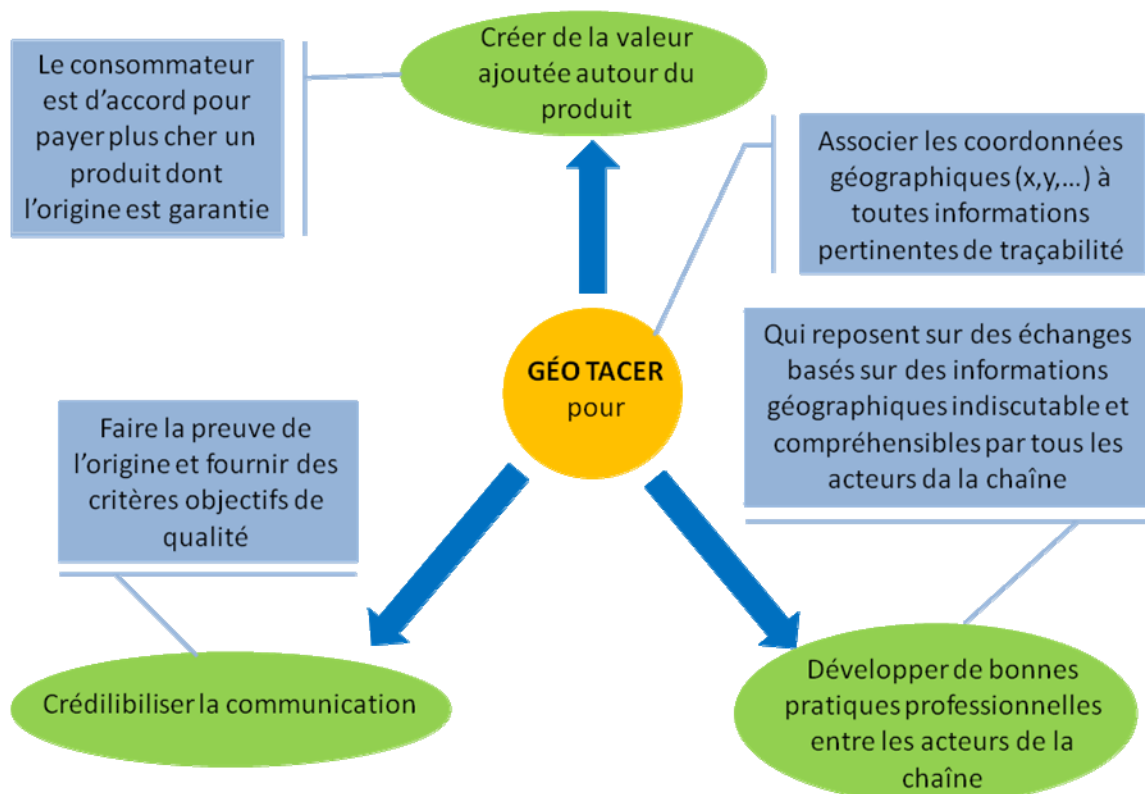 Créer de la valeur
ajoutée autour du
produit
Le consommateur
est d'accord pour
payer plus cher un
produit dont
l'origine est garantie
Associer les coordonnées
géographiques (x,y,...) à
toutes informations
pertinentes de traçabilité
GÉO TACER
pour
Qui reposent sur des échanges
basés sur des informations
géographiques indiscutable et
compréhensibles par tous les
acteurs da la chaîne
Faire la preuve de
l'origine et fournir des
critères objectifs de
qualité
Crédilibiliser la communication
Développer de bonnes
pratiques professionnelles
entre les acteurs de la
chaîne